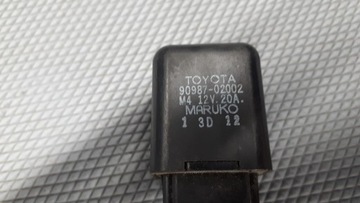 TOYOTA
90987-02002
M4 12V.20A.
MARUKO
1 3D 12